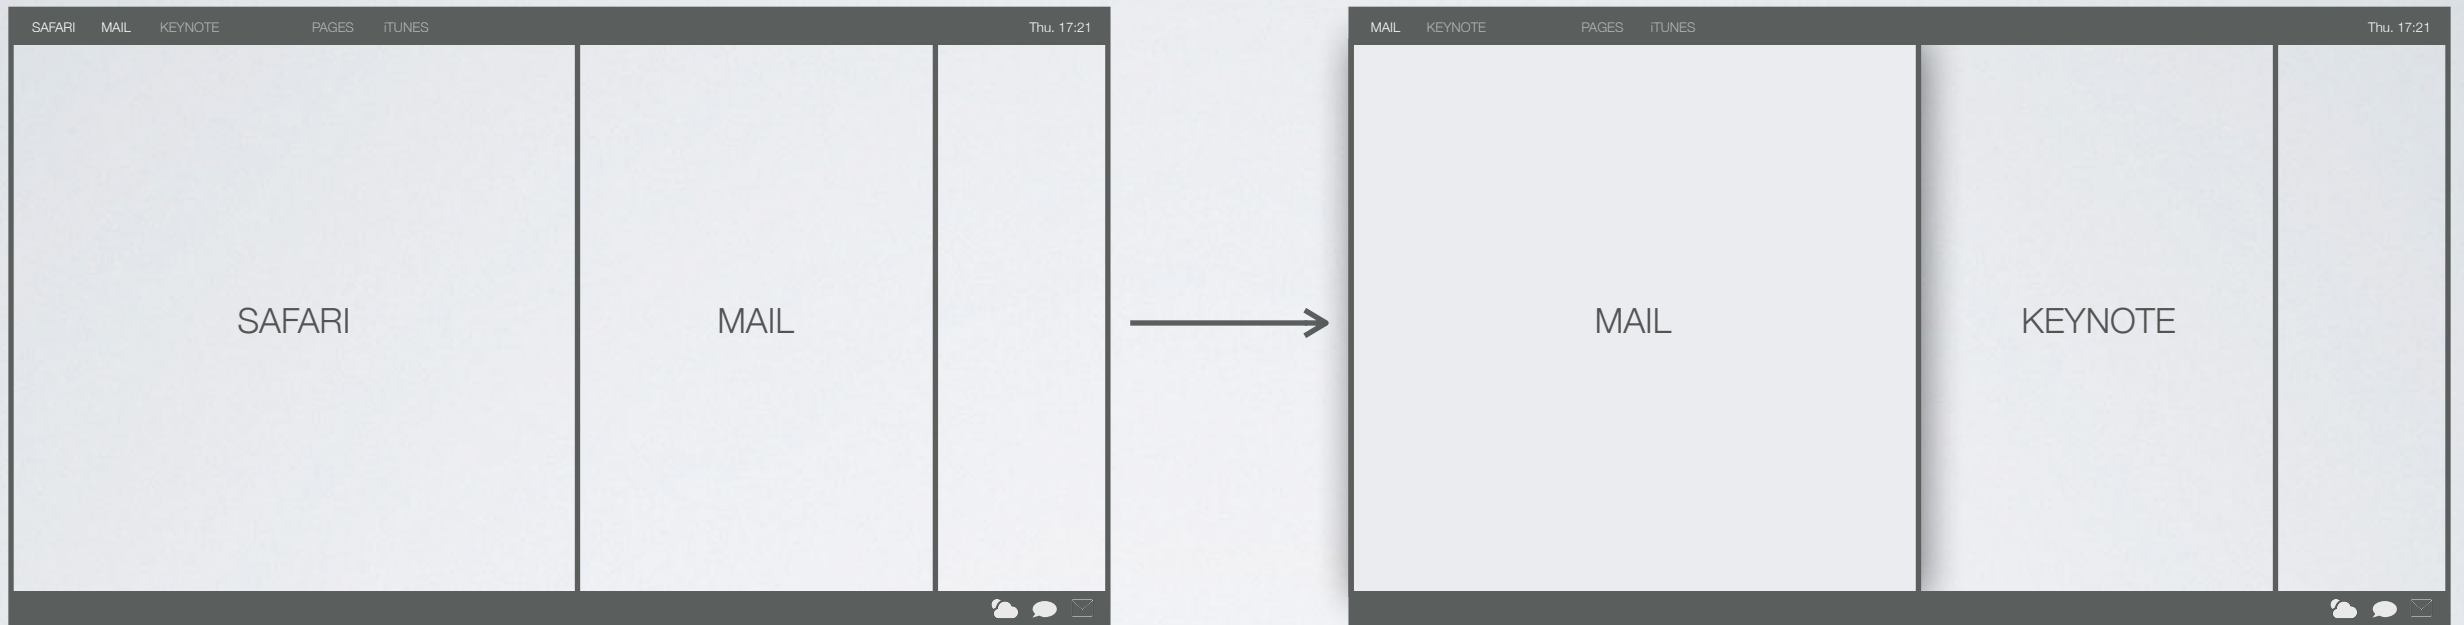 SAFARI MAIL KEYNOTE PAGES iTUNES Thu. 17:21
SAFARI MAIL
MAIL KEYNOTE PAGES iTUNES Thu. 17:21
MAIL KEYNOTE